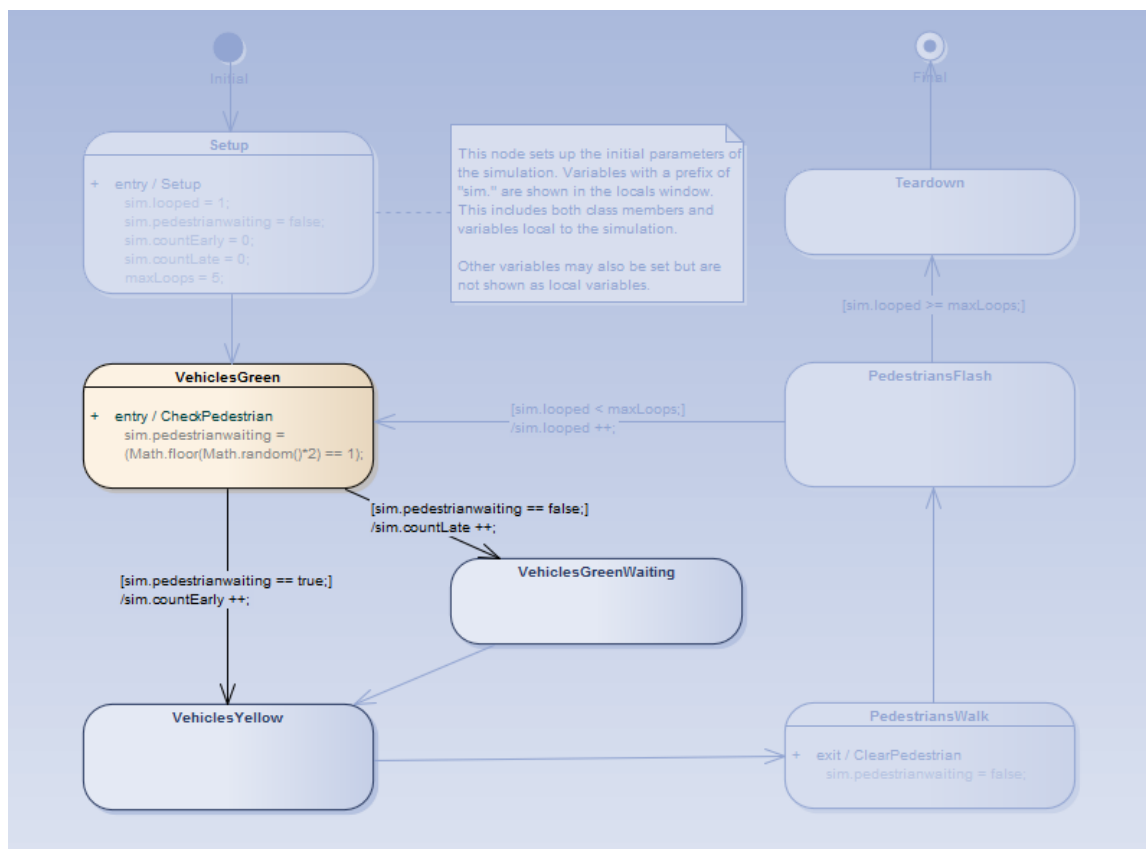 Initial
Final
Setup
+ entry / Setup
sim.looped = 1;
sim.pedestrianwaiting = false;
sim.countEarly = 0;
sim.countLate = 0;
maxLoops = 5;
This node sets up the initial parameters of
the simulation. Variables with a prefix of
"sim." are shown in the locals window.
This includes both class members and
variables local to the simulation.
Other variables may also be set but are
not shown as local variables.
Teardown
[sim.looped >= maxLoops;]
VehiclesGreen
+ entry / CheckPedestrian
sim.pedestrianwaiting =
(Math.floor(Math.random()*2) == 1);
[sim.looped < maxLoops;]
/sim.looped ++;
PedestriansFlash
[sim.pedestrianwaiting == false;]
/sim.countLate ++;
[sim.pedestrianwaiting == true;]
/sim.countEarly ++;
VehiclesGreenWaiting
VehiclesYellow
PedestriansWalk
+ exit / ClearPedestrian
sim.pedestrianwaiting = false;